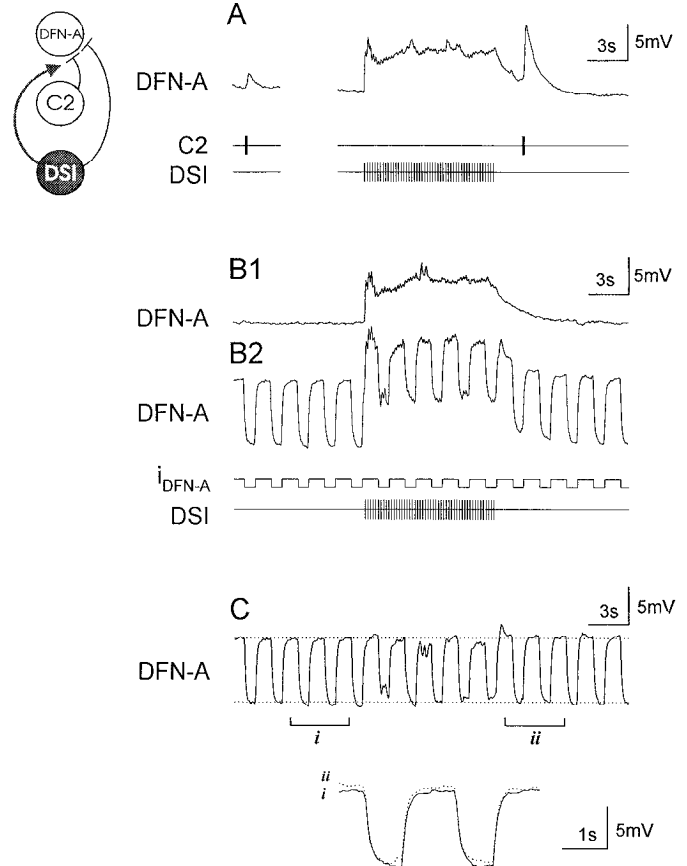 DFN-A
C2
DSI
A
DFN-A
3s
5mV
C2
DSI
B1
DFN-A
3s
5mV
B2
DFN-A
iDFN-A
DSI
C
3s
5mV
DFN-A
i
ii
ii
i
1s
5mV